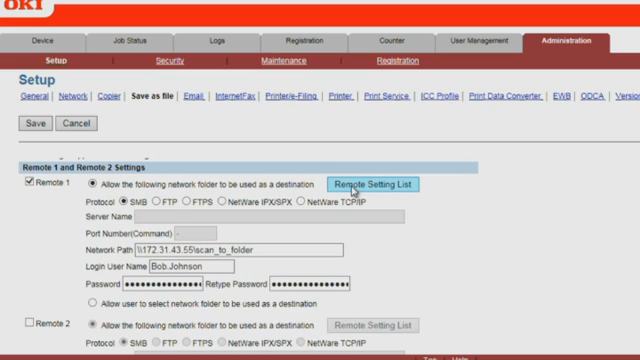 OKI
Device Job Status Logs Registration Counter User Management Administration
Setup Security Maintenance Registration
Setup
General Network Copier Save as file Email InternetFax Printer/e-Filing Printer Print Service ICC Profile Print Data Converter EWB ODCA
Save Cancel
Remote 1 and Remote 2 Settings
Remote 1 Allow the following network folder to be used as a destination Remote Setting List
Protocol SMB FTP FTPS NetWare IPX/SPX NetWare TCP/IP
Server Name
Port Number(Command) -
Network Path \\172.31.43.55\scan_to_folder
Login User Name Bob.Johnson
Password Retype Password
Allow user to select network folder to be used as a destination
Remote 2 Allow the following network folder to be used as a destination Remote Setting List
Protocol SMB FTP FTPS NetWare IPX/SPX NetWare TCP/IP